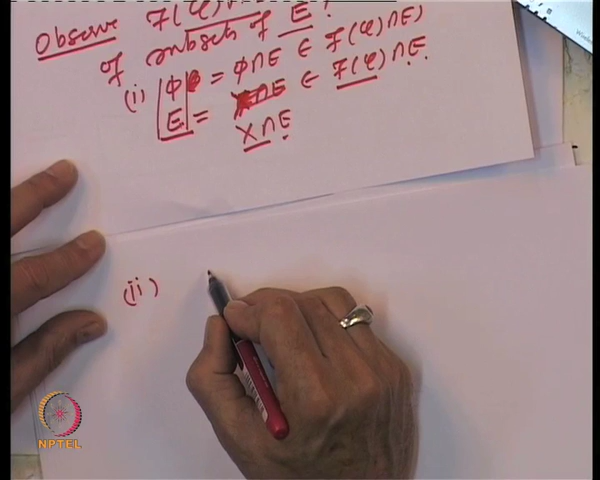 Observe F(𝒞)∩E
of subsets of E.
(i) | ϕ = ϕ∩E ∈ F(𝒞)∩E)
E = ∈ F(𝒞)∩E
X∩E
(ii)
NPTEL